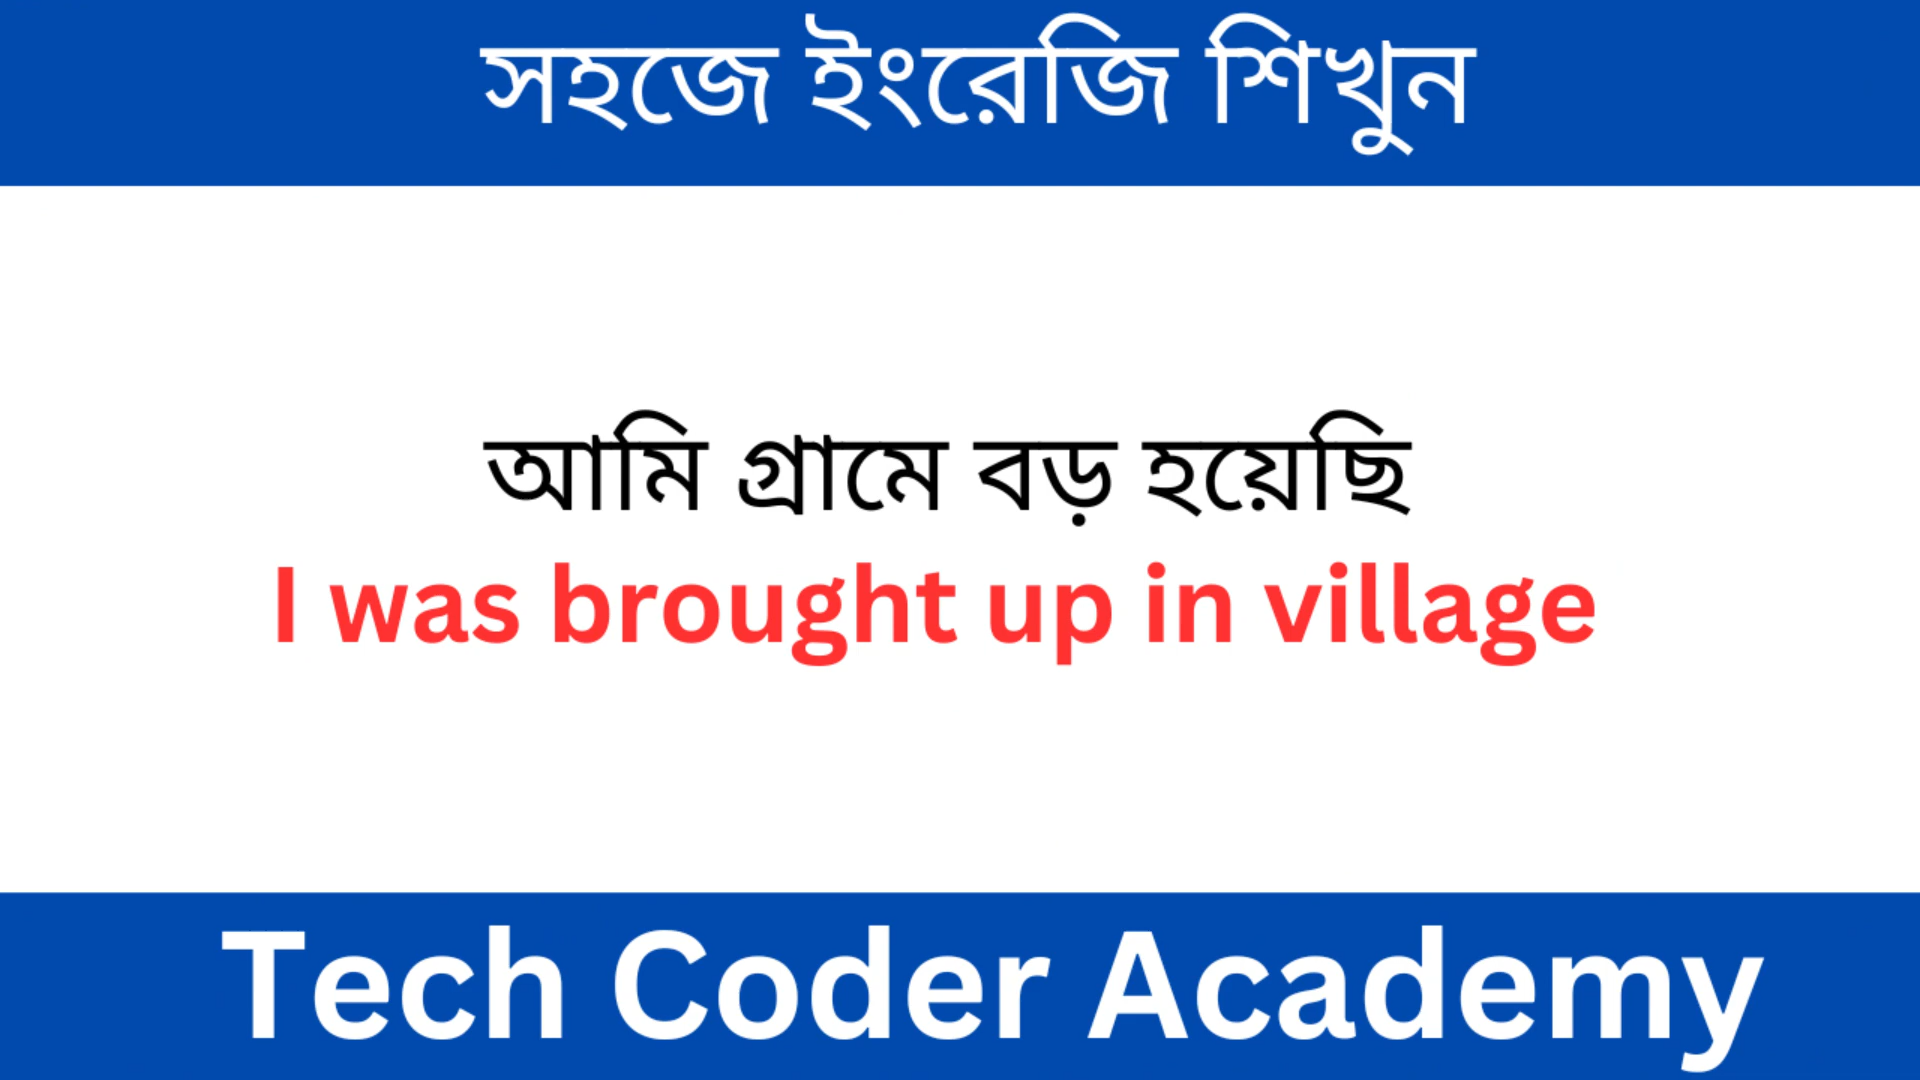 সহজে ইংরেজি শিখুন
আমি গ্রামে বড় হয়েছি
I was brought up in village
Tech Coder Academy